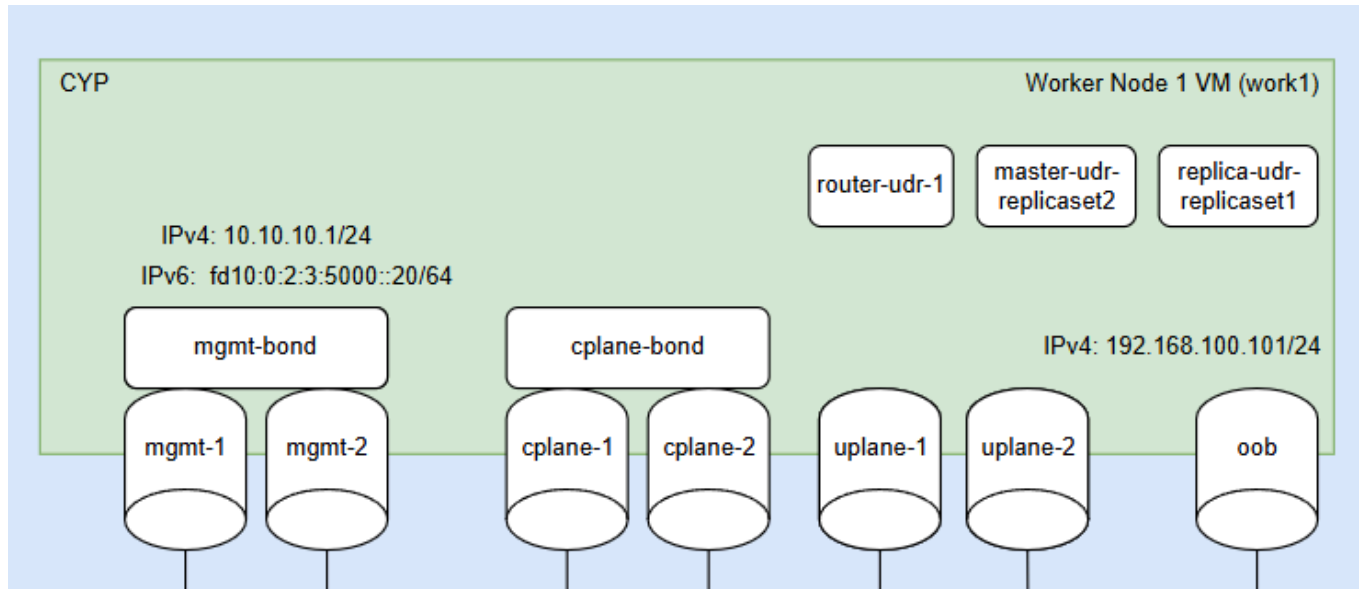 CYP
Worker Node 1 VM (work1)
router-udr-1
master-udr-
replicaset2
replica-udr-
replicaset1
IPv4: 10.10.10.1/24
IPv6: fd10:0:2:3:5000::20/64
mgmt-bond
cplane-bond
IPv4: 192.168.100.101/24
mgmt-1
mgmt-2
cplane-1
cplane-2
uplane-1
uplane-2
oob